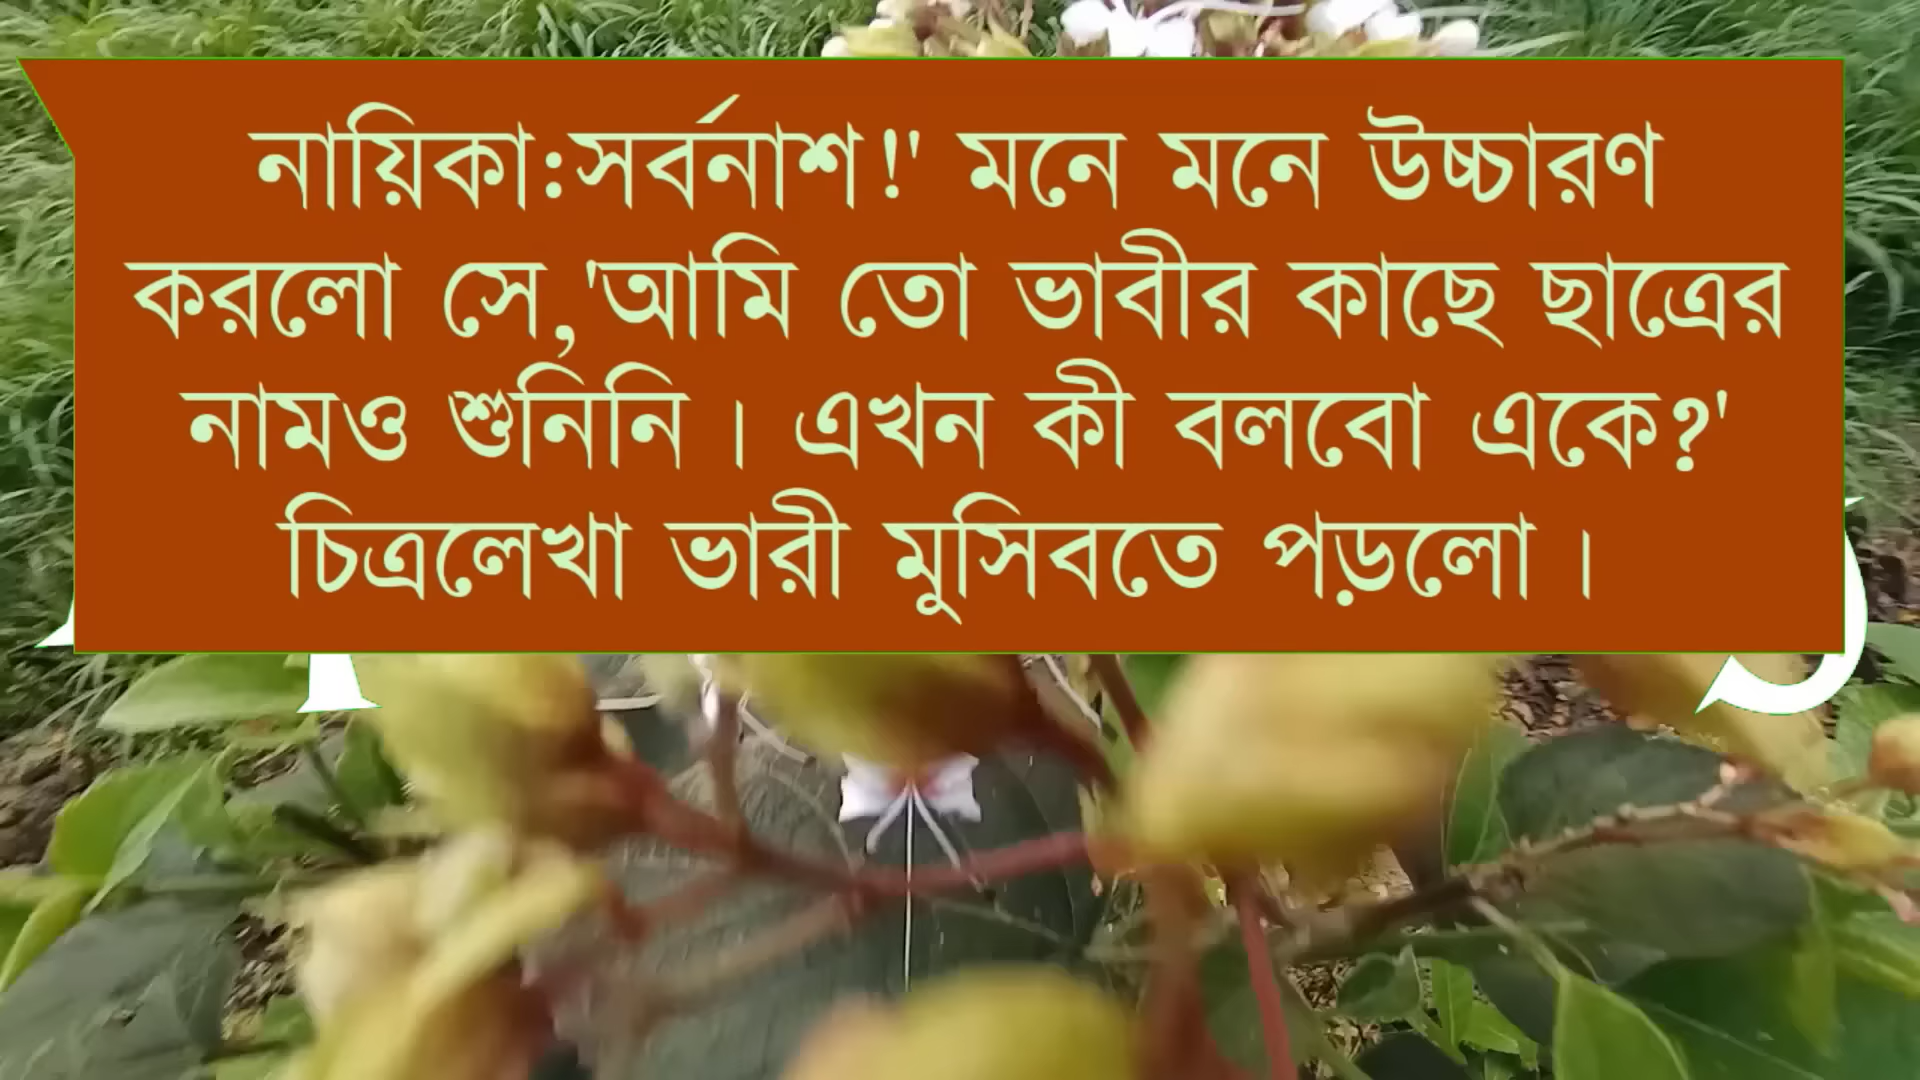 নায়িকা:সর্বনাশ!' মনে মনে উচ্চারণ
করলো সে,'আমি তো ভাবীর কাছে ছাত্রের
নামও শুনিনি। এখন কী বলবো একে?'
চিত্রলেখা ভারী মুসিবতে পড়লো।